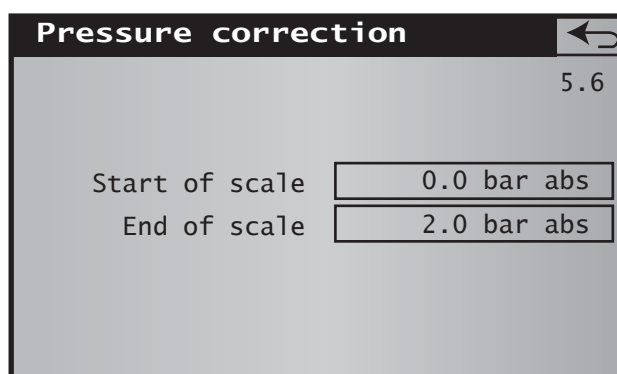 Pressure correction
5.6
Start of scale 0.0 bar abs
End of scale 2.0 bar abs